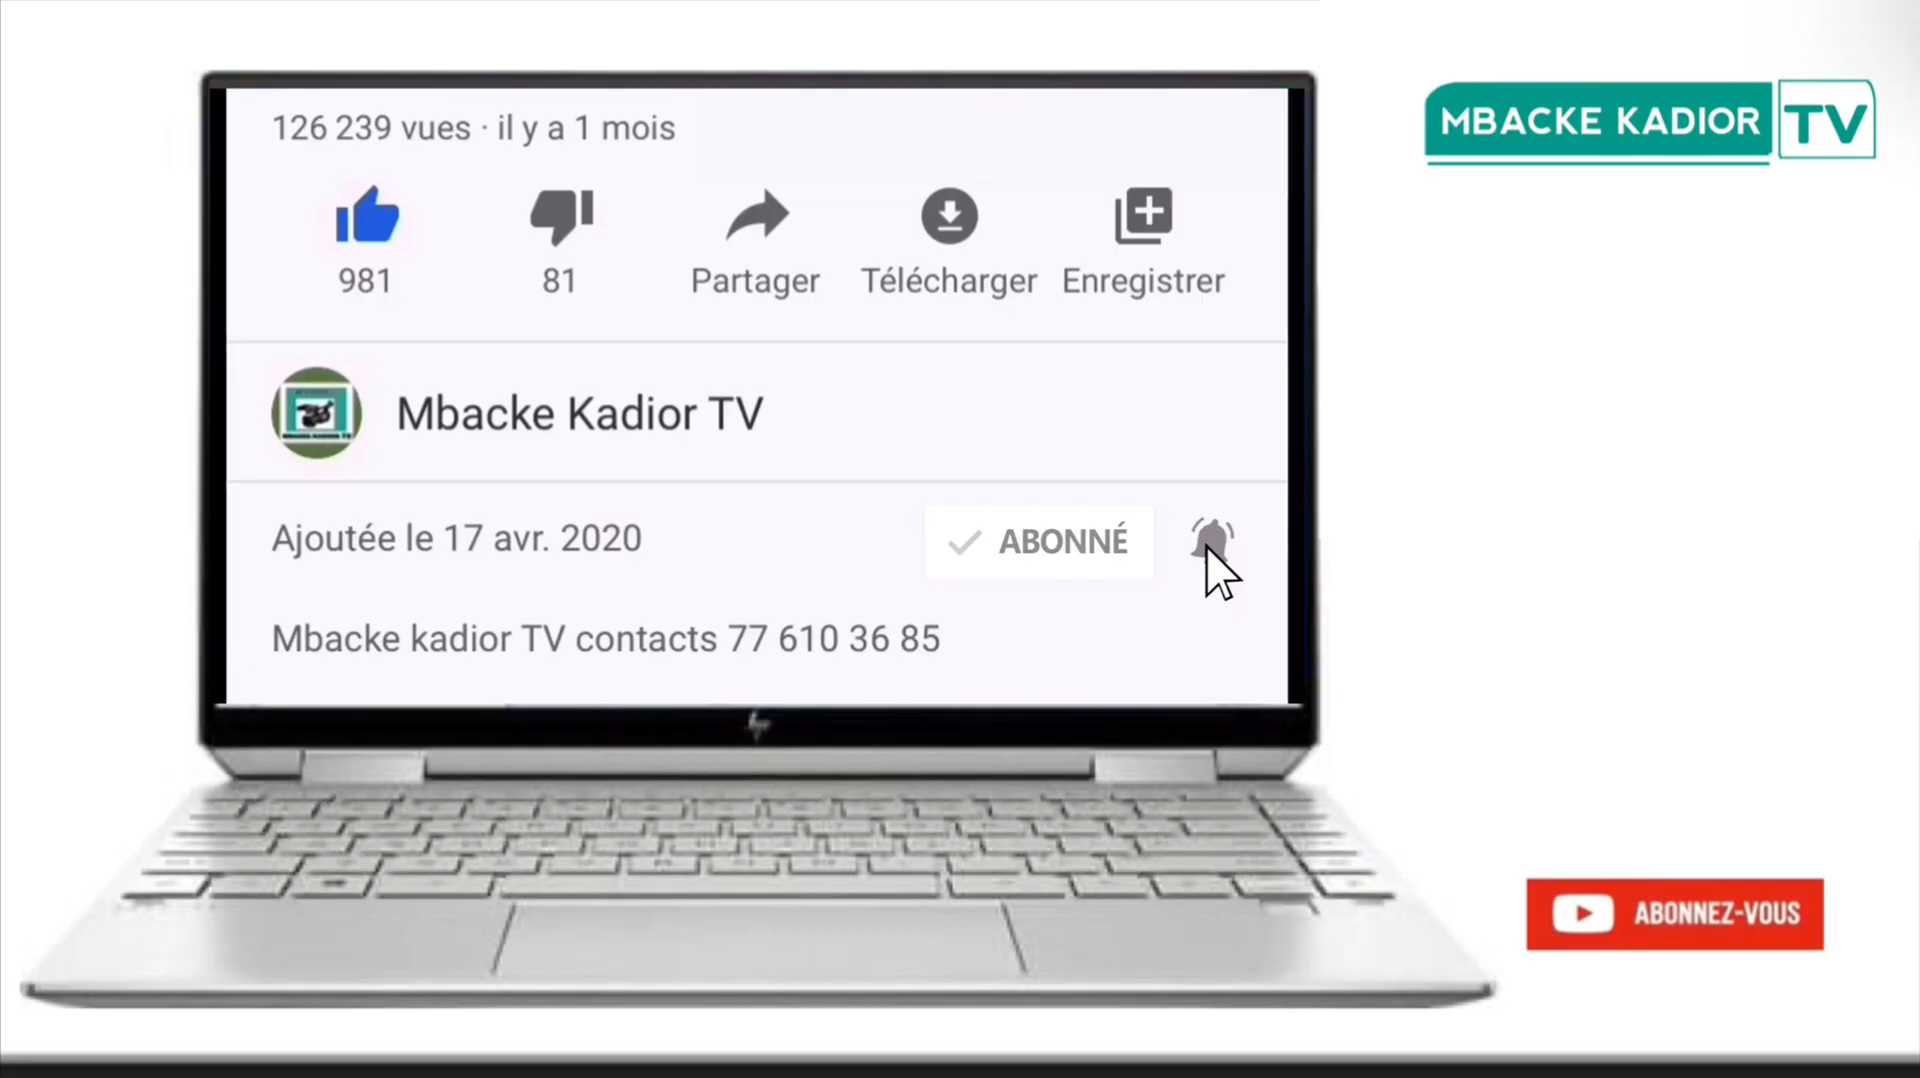 MBACKE KADIOR TV
126 239 vues · il y a 1 mois
981
81
Partager
Télécharger
Enregistrer
Mbacke Kadior TV
Ajoutée le 17 avr. 2020
ABONNÉ
Mbacke kadior TV contacts 77 610 36 85
ABONNEZ-VOUS